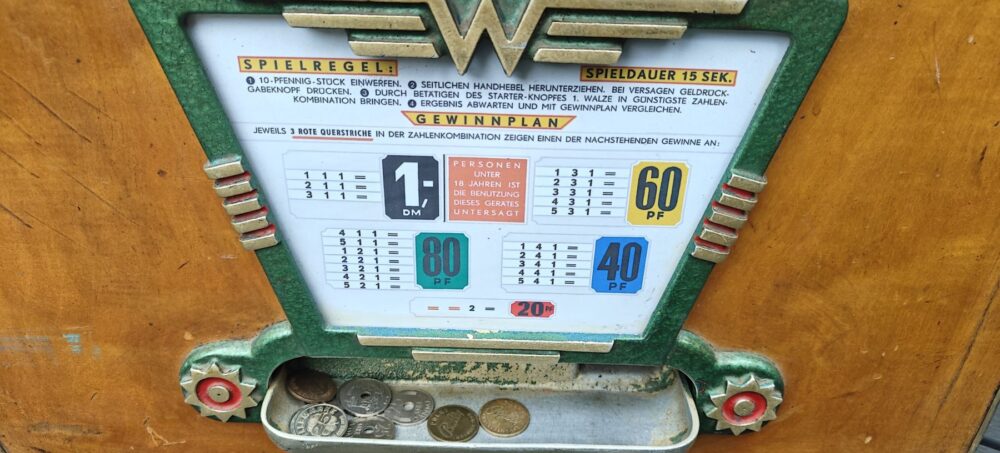 W
SPIELREGEL:
SPIELDAUER 15 SEK.
1 10-PFENNIG-STÜCK EINWERFEN. 2 SEITLICHEN HANDHEBEL HERUNTERZIEHEN. BEI VERSAGEN GELDRÜCK-
GABEKNOPF DRÜCKEN. 3 DURCH BETÄTIGEN DES STARTER-KNOPFES 1. WALZE IN GÜNSTIGSTE ZAHLEN-
KOMBINATION BRINGEN. 4 ERGEBNIS ABWARTEN UND MIT GEWINNPLAN VERGLEICHEN.
GEWINNPLAN
JEWEILS 3 ROTE QUERSTRICHE IN DER ZAHLENKOMBINATION ZEIGEN EINEN DER NACHSTEHENDEN GEWINNE AN:
1 1 1 =
2 1 1 =
3 1 1 =
1,-
DM
PERSONEN
UNTER
18 JAHREN IST
DIE BENUTZUNG
DIESES GERÄTES
UNTERSAGT
1 3 1 =
2 3 1 =
3 3 1 =
4 3 1 =
5 3 1 =
60
PF
4 1 1 =
5 1 1 =
1 2 1 =
2 2 1 =
3 2 1 =
4 2 1 =
5 2 1 =
80
PF
1 4 1 =
2 4 1 =
3 4 1 =
4 4 1 =
5 4 1 =
40
PF
— — 2 = 20 PF